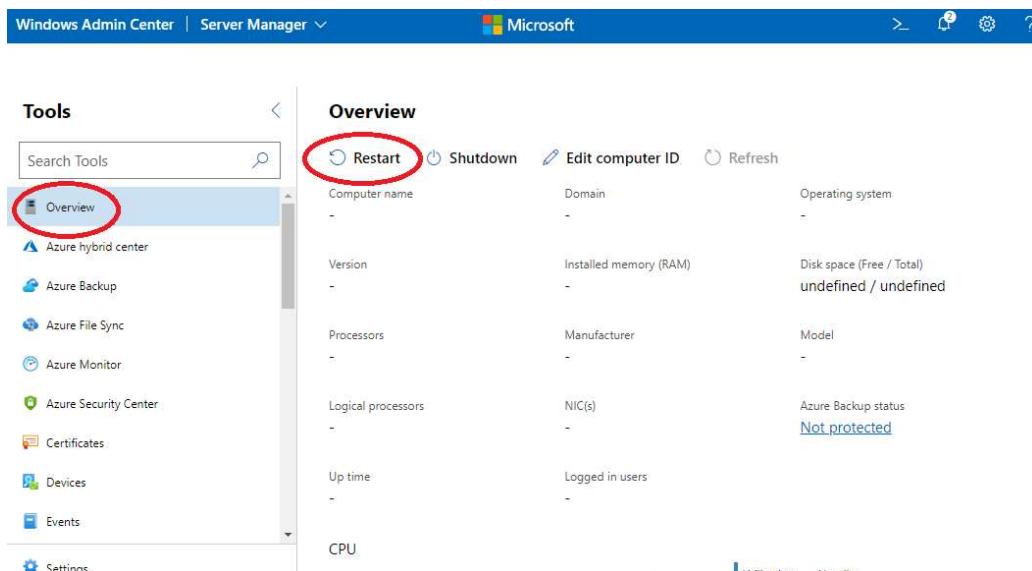 Windows Admin Center | Server Manager
Microsoft
2
Tools
Search Tools
Overview
Azure hybrid center
Azure Backup
Azure File Sync
Azure Monitor
Azure Security Center
Certificates
Devices
Events
Settings
Overview
Restart Shutdown Edit computer ID Refresh
Computer name Domain Operating system
- - -
Version Installed memory (RAM) Disk space (Free / Total)
- - undefined / undefined
Processors Manufacturer Model
- - -
Logical processors NIC(s) Azure Backup status
- - Not protected
Up time Logged in users
- -
CPU